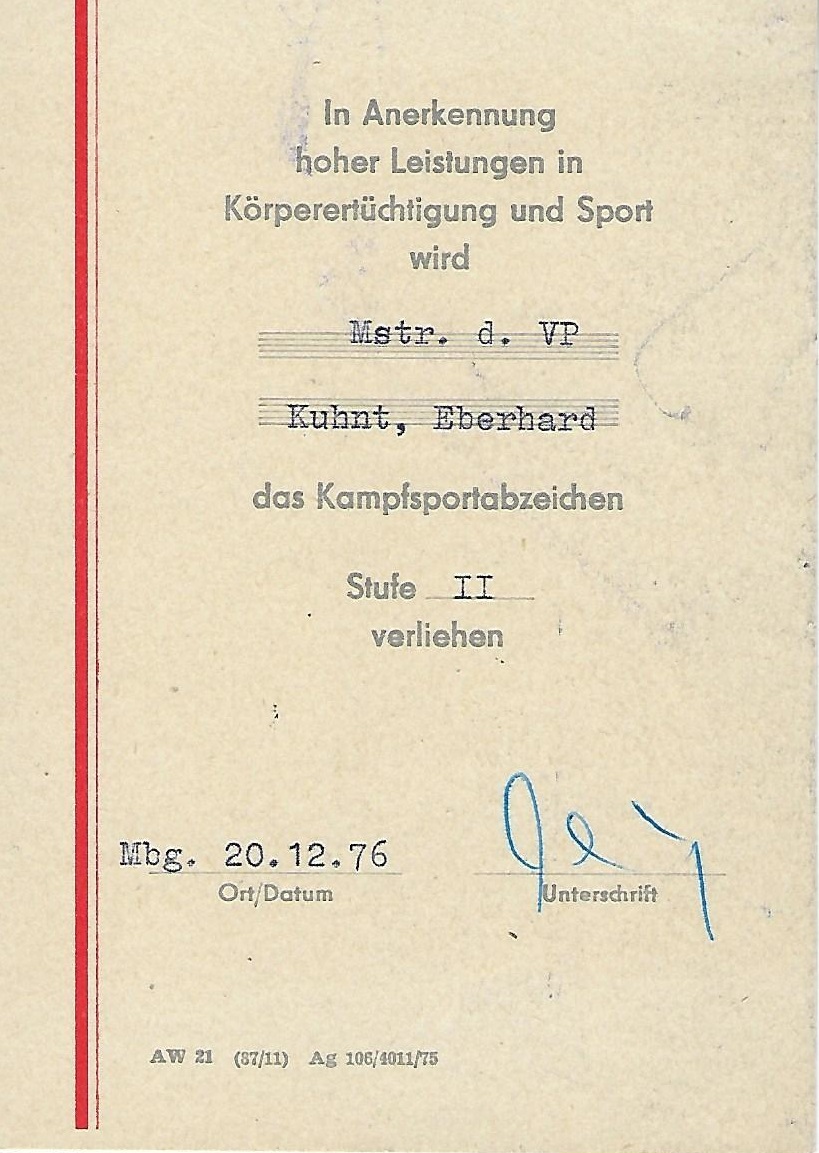 In Anerkennung
hoher Leistungen in
Körperertüchtigung und Sport
wird
Mstr. d. VP
Kuhnt, Eberhard
das Kampfsportabzeichen
Stufe II
verliehen
Mbg. 20.12.76
Ort/Datum
Unterschrift
AW 21 (87/11) Ag 106/4011/75